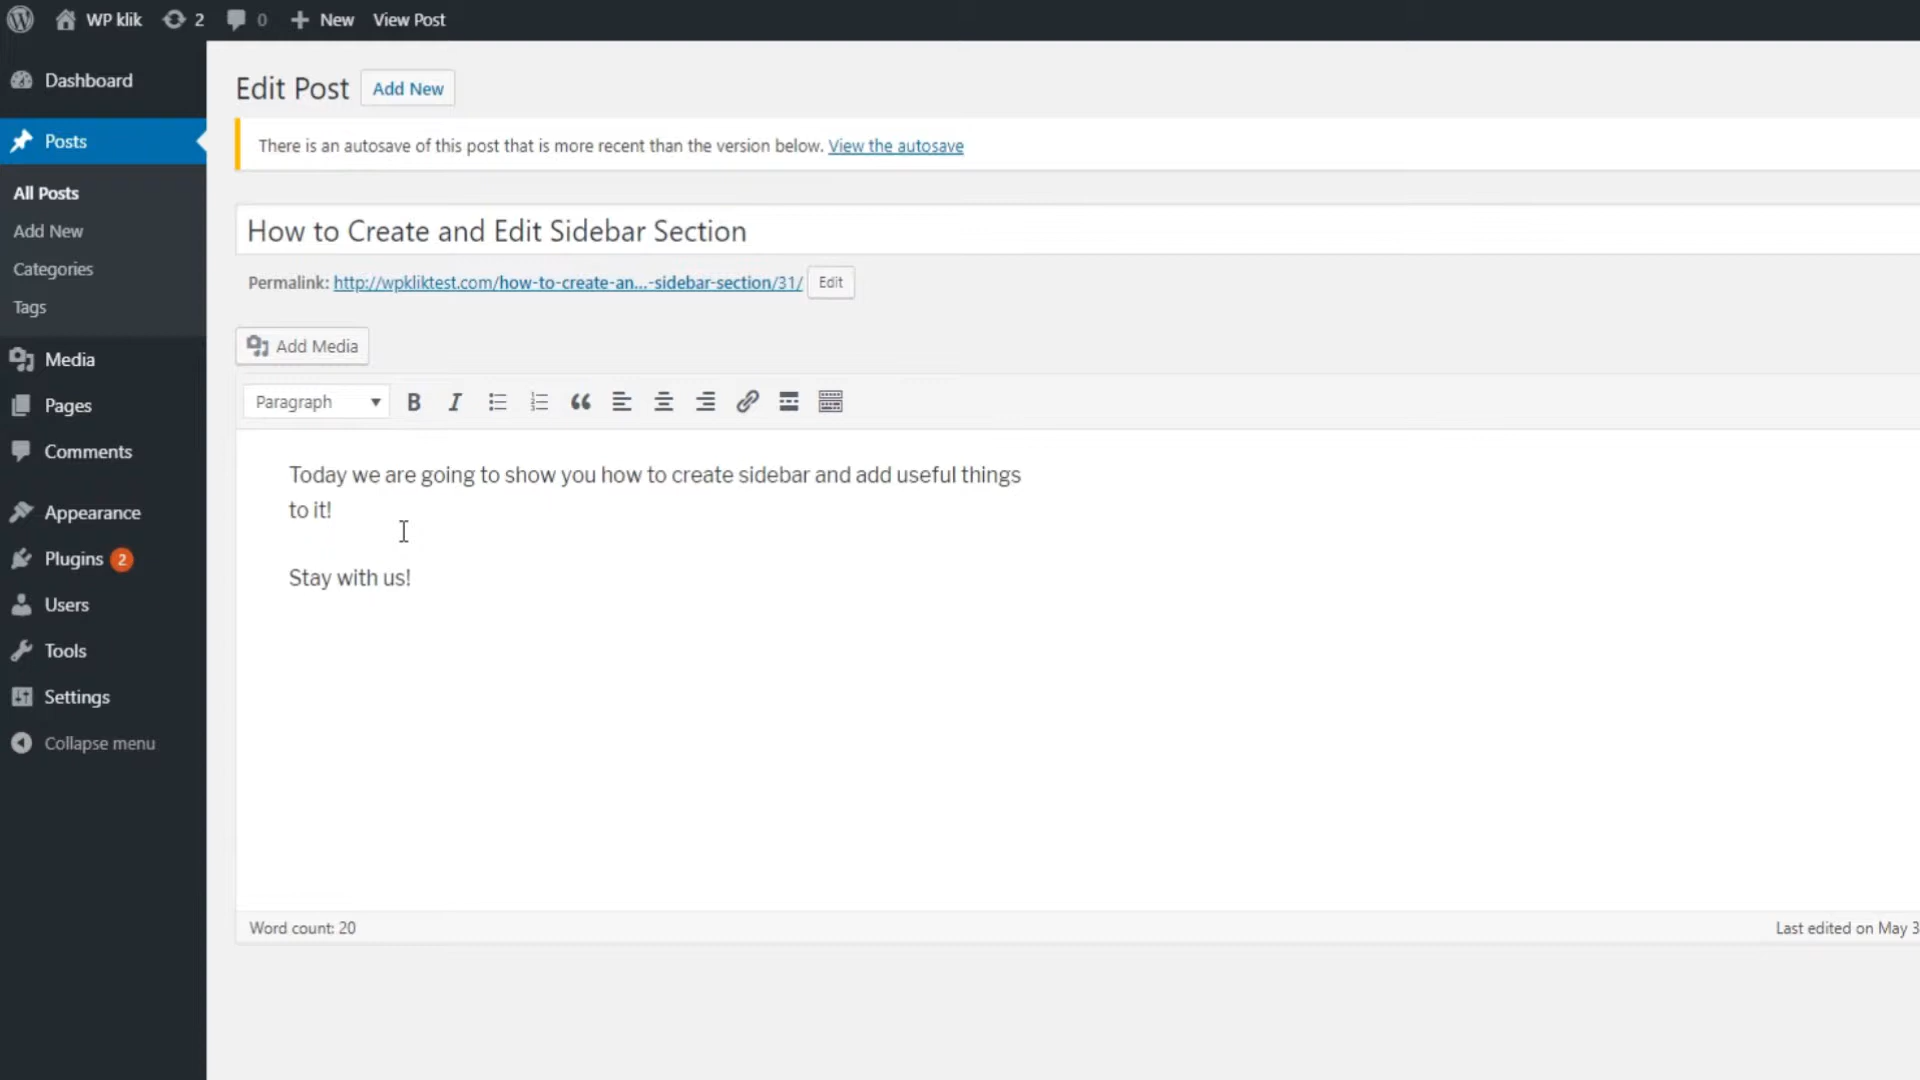 WP klik 2 0 New View Post
Dashboard
Posts
All Posts
Add New
Categories
Tags
Media
Pages
Comments
Appearance
Plugins 2
Users
Tools
Settings
Collapse menu
Edit Post Add New
There is an autosave of this post that is more recent than the version below. View the autosave
How to Create and Edit Sidebar Section
Permalink: http://wpkliktest.com/how-to-create-an...-sidebar-section/31/ Edit
Add Media
Paragraph
Today we are going to show you how to create sidebar and add useful things
to it!
Stay with us!
Word count: 20 Last edited on May 3